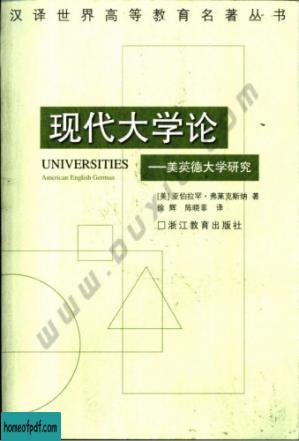 汉译世界高等教育名著丛书
现代大学论
UNIVERSITIES
American English German
——美英德大学研究
[美]亚伯拉罕·弗莱克斯纳 著
徐辉 陈晓菲 译
浙江教育出版社
www.duxiu.com
homeofpdf.com